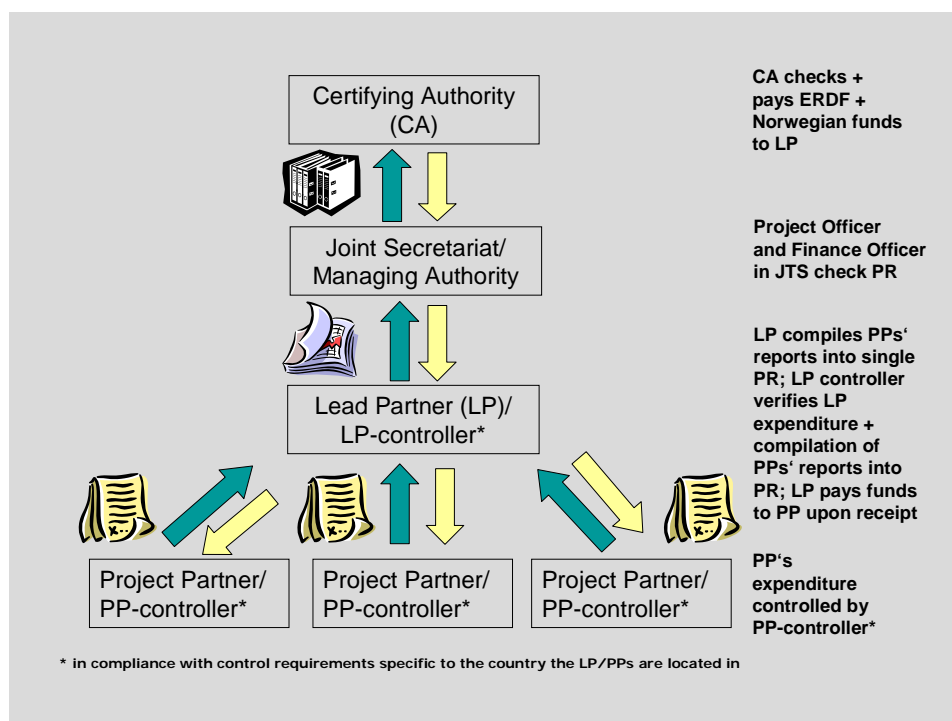 Certifying Authority
(CA)
CA checks +
pays ERDF +
Norwegian funds
to LP
Joint Secretariat/
Managing Authority
Project Officer
and Finance Officer
in JTS check PR
Lead Partner (LP)/
LP-controller*
LP compiles PPs‘
reports into single
PR; LP controller
verifies LP
expenditure +
compilation of
PPs‘ reports into
PR; LP pays funds
to PP upon receipt
Project Partner/
PP-controller*
Project Partner/
PP-controller*
Project Partner/
PP-controller*
PP‘s
expenditure
controlled by
PP-controller*
* in compliance with control requirements specific to the country the LP/PPs are located in